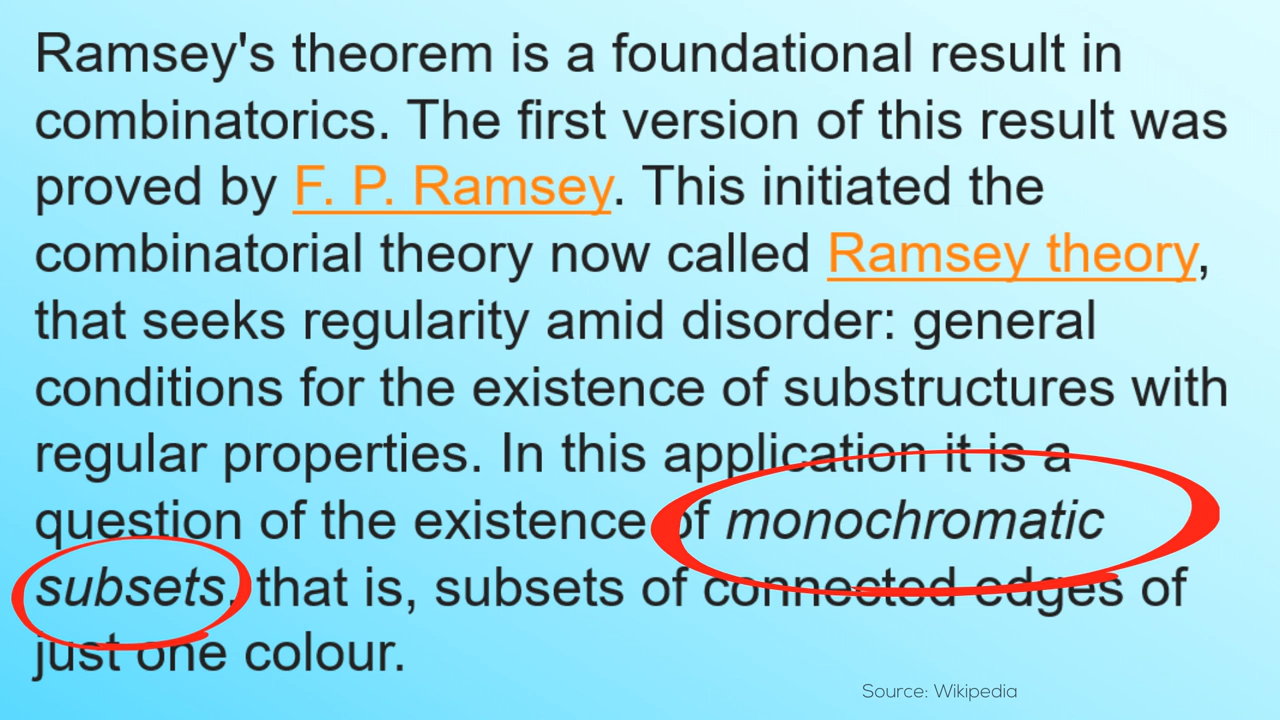 Ramsey's theorem is a foundational result in
combinatorics. The first version of this result was
proved by F. P. Ramsey. This initiated the
combinatorial theory now called Ramsey theory,
that seeks regularity amid disorder: general
conditions for the existence of substructures with
regular properties. In this application it is a
question of the existence of monochromatic
subsets, that is, subsets of connected edges of
just one colour.
Source: Wikipedia